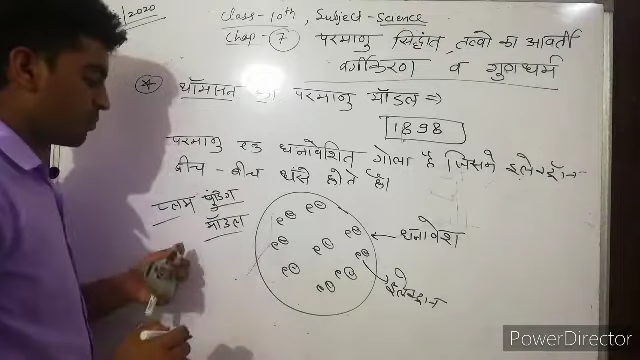 /2020
Class-10th, Subject-Science
Chap-7 परमाणु सिद्धांत, तत्वो का आवर्ती
वर्गीकरण व गुणधर्म
थॉमसन का परमाणु मॉडल ⇒
1898
परमाणु एक धनावेशित गोला है जिसमे इलेक्ट्रॉन
बीच-बीच धंसे होते है।
प्लम पुडिंग
मॉडल
e⊖ e⊖
e⊖ e⊖ e⊖
← धनावेश
e⊖ e⊖ e⊖
e⊖
इलेक्ट्रान
PowerDirector